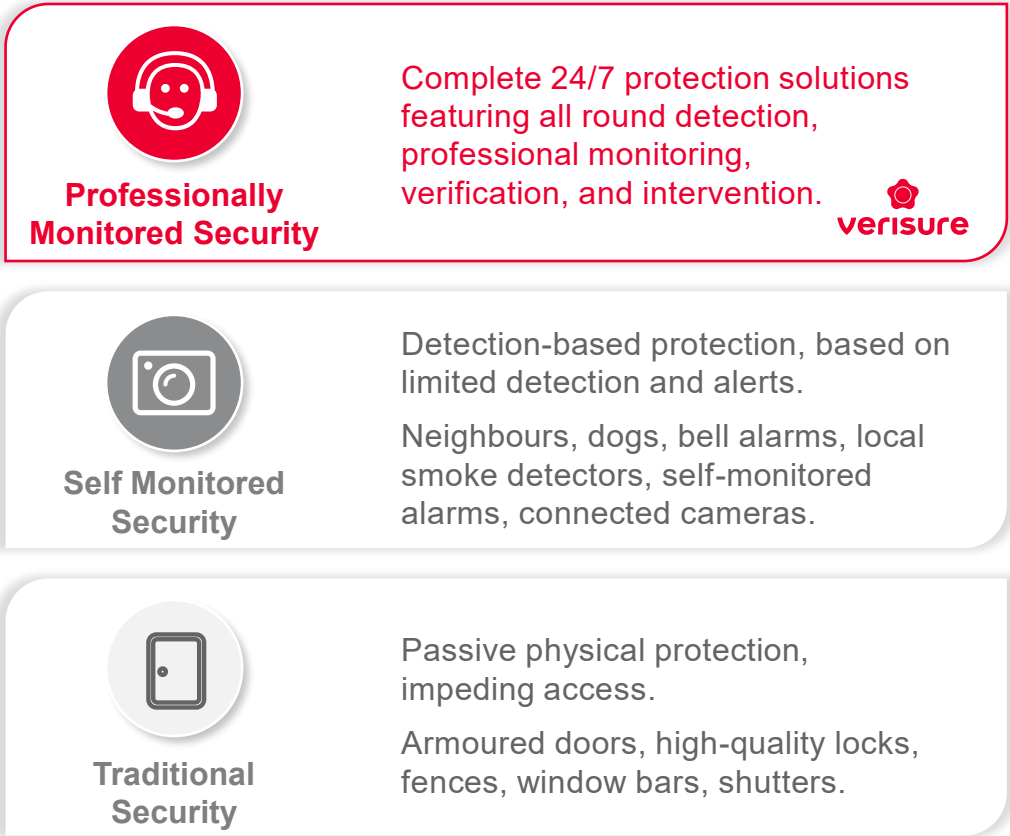 Professionally
Monitored Security
Complete 24/7 protection solutions
featuring all round detection,
professional monitoring,
verification, and intervention.
verisure
Self Monitored
Security
Detection-based protection, based on
limited detection and alerts.
Neighbours, dogs, bell alarms, local
smoke detectors, self-monitored
alarms, connected cameras.
Traditional
Security
Passive physical protection,
impeding access.
Armoured doors, high-quality locks,
fences, window bars, shutters.